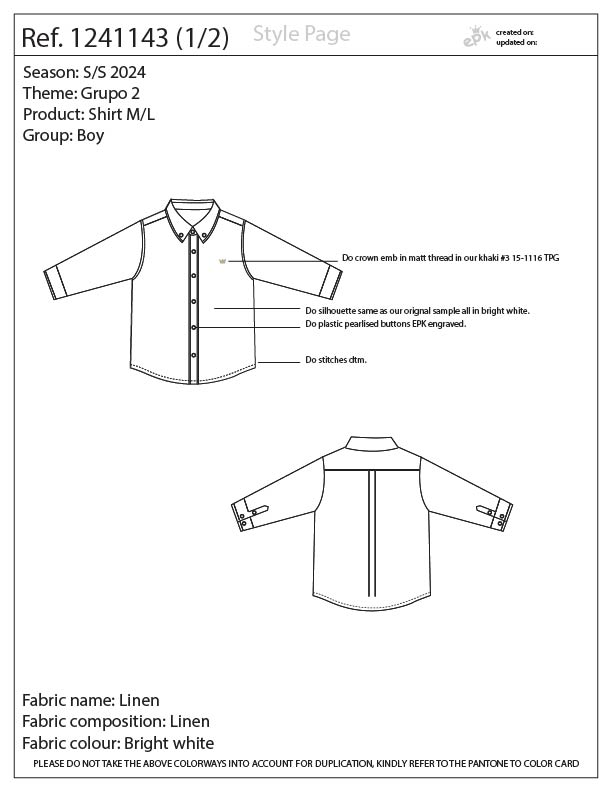 Ref. 1241143 (1/2)
Style Page
epk
created on:
updated on:
Season: S/S 2024
Theme: Grupo 2
Product: Shirt M/L
Group: Boy
Do crown emb in matt thread in our khaki #3 15-1116 TPG
Do silhouette same as our orignal sample all in bright white.
Do plastic pearlised buttons EPK engraved.
Do stitches dtm.
Fabric name: Linen
Fabric composition: Linen
Fabric colour: Bright white
PLEASE DO NOT TAKE THE ABOVE COLORWAYS INTO ACCOUNT FOR DUPLICATION, KINDLY REFER TO THE PANTONE TO COLOR CARD